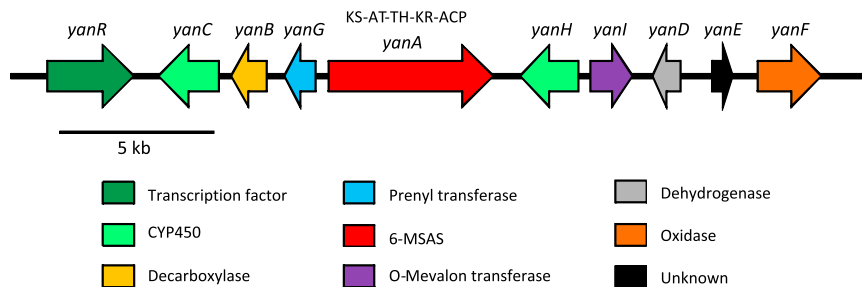 KS-AT-TH-KR-ACP
yanR yanC yanB yanG yanA yanH yanI yanD yanE yanF
5 kb
Transcription factor
Prenyl transferase
Dehydrogenase
CYP450
6-MSAS
Oxidase
Decarboxylase
O-Mevalon transferase
Unknown